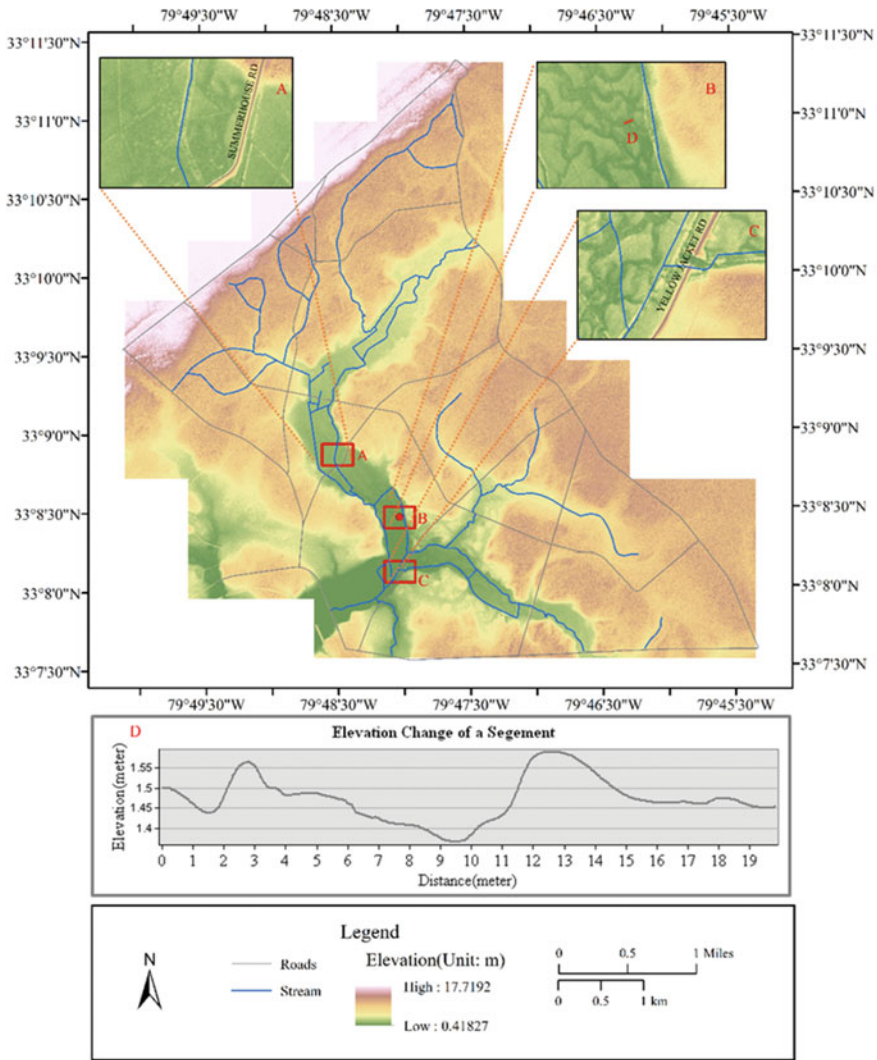 79°49'30"W 79°48'30"W 79°47'30"W 79°46'30"W 79°45'30"W
33°11'30"N
33°11'0"N
33°10'30"N
33°10'0"N
33°9'30"N
33°9'0"N
33°8'30"N
33°8'0"N
33°7'30"N
33°11'30"N
33°11'0"N
33°10'30"N
33°10'0"N
33°9'30"N
33°9'0"N
33°8'30"N
33°8'0"N
33°7'30"N
A
SUMMERHOUSE RD
B
D
C
YELLOW JACKET RD
A
B
C
79°49'30"W 79°48'30"W 79°47'30"W 79°46'30"W 79°45'30"W
D
Elevation Change of a Segement
Elevation(meter)
1.55
1.5
1.45
1.4
0 1 2 3 4 5 6 7 8 9 10 11 12 13 14 15 16 17 18 19
Distance(meter)
Legend
N
Roads
Stream
Elevation(Unit: m)
High : 17.7192
Low : 0.41827
0 0.5 1 Miles
0 0.5 1 km